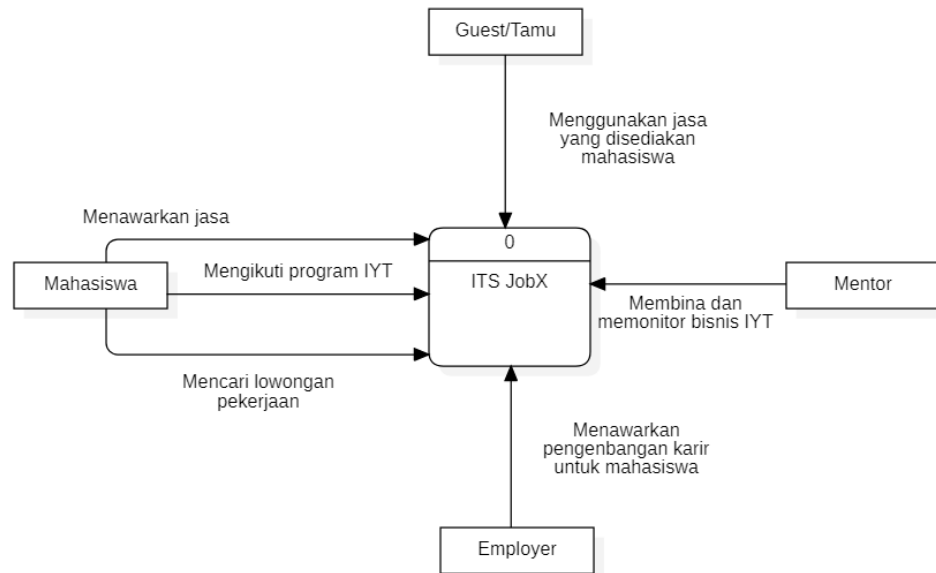 Guest/Tamu
Menggunakan jasa
yang disediakan
mahasiswa
Menawarkan jasa
0
Mahasiswa
Mengikuti program IYT
ITS JobX
Mentor
Membina dan
memonitor bisnis IYT
Mencari lowongan
pekerjaan
Menawarkan
pengenbangan karir
untuk mahasiswa
Employer